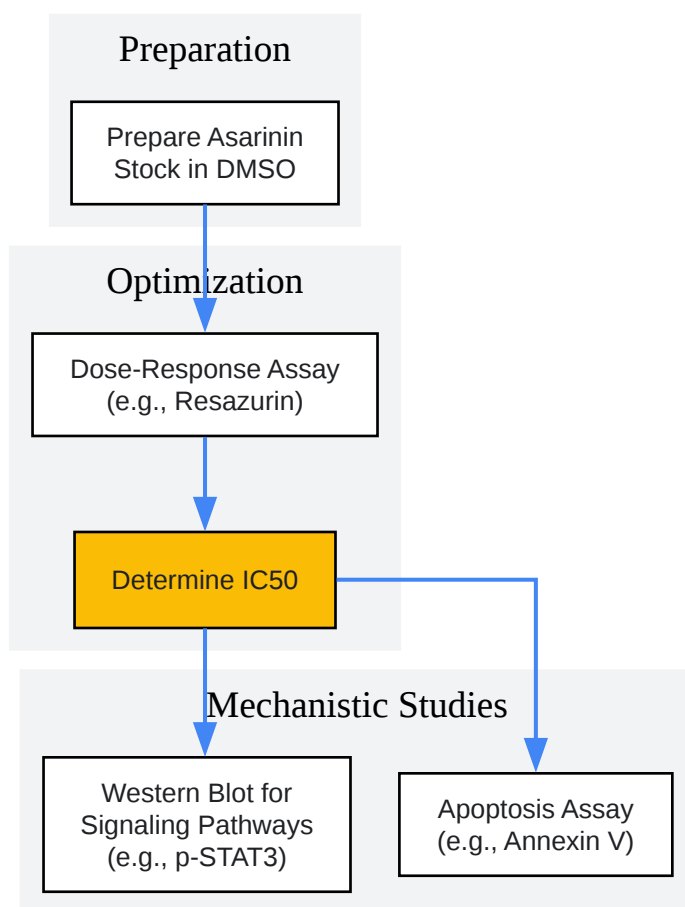 Preparation
Prepare Asarinin
Stock in DMSO
Optimization
Dose-Response Assay
(e.g., Resazurin)
Determine IC50
Mechanistic Studies
Western Blot for
Signaling Pathways
(e.g., p-STAT3)
Apoptosis Assay
(e.g., Annexin V)